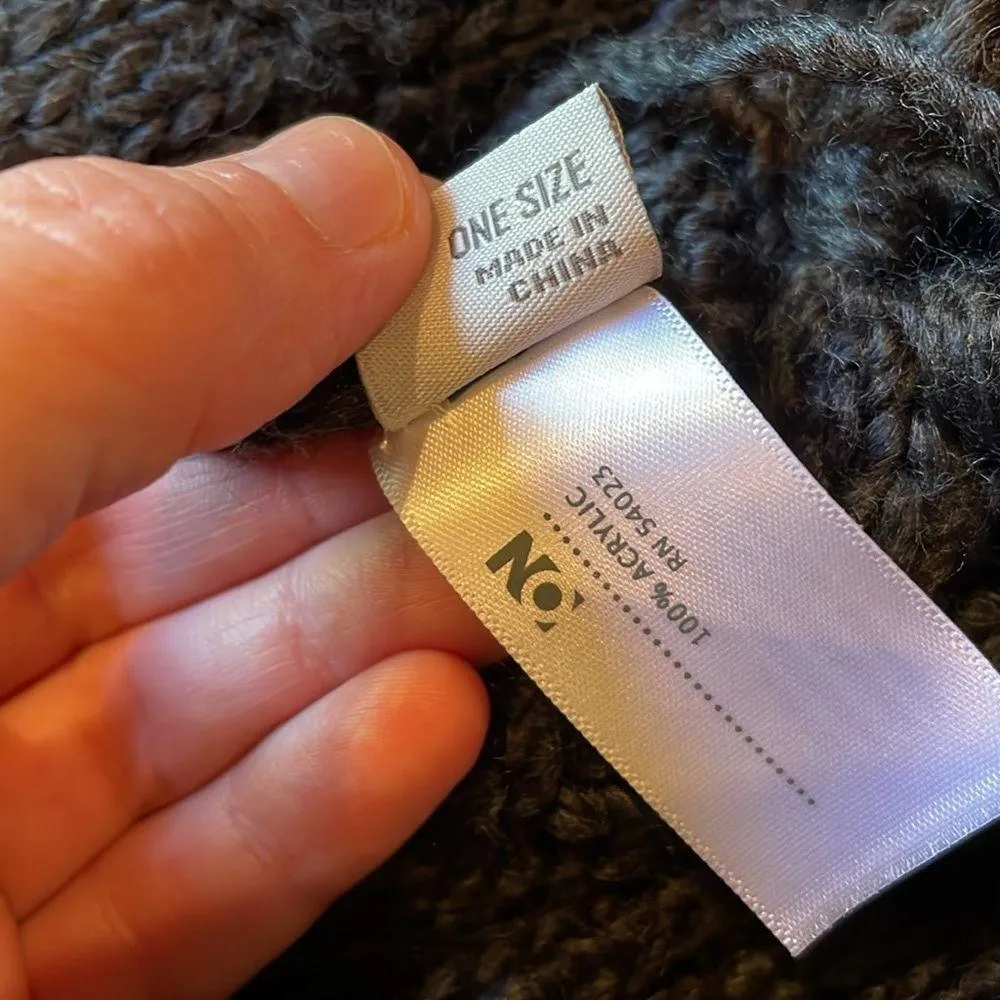 ONE SIZE
MADE IN
CHINA
100% ACRYLIC
RN 54023